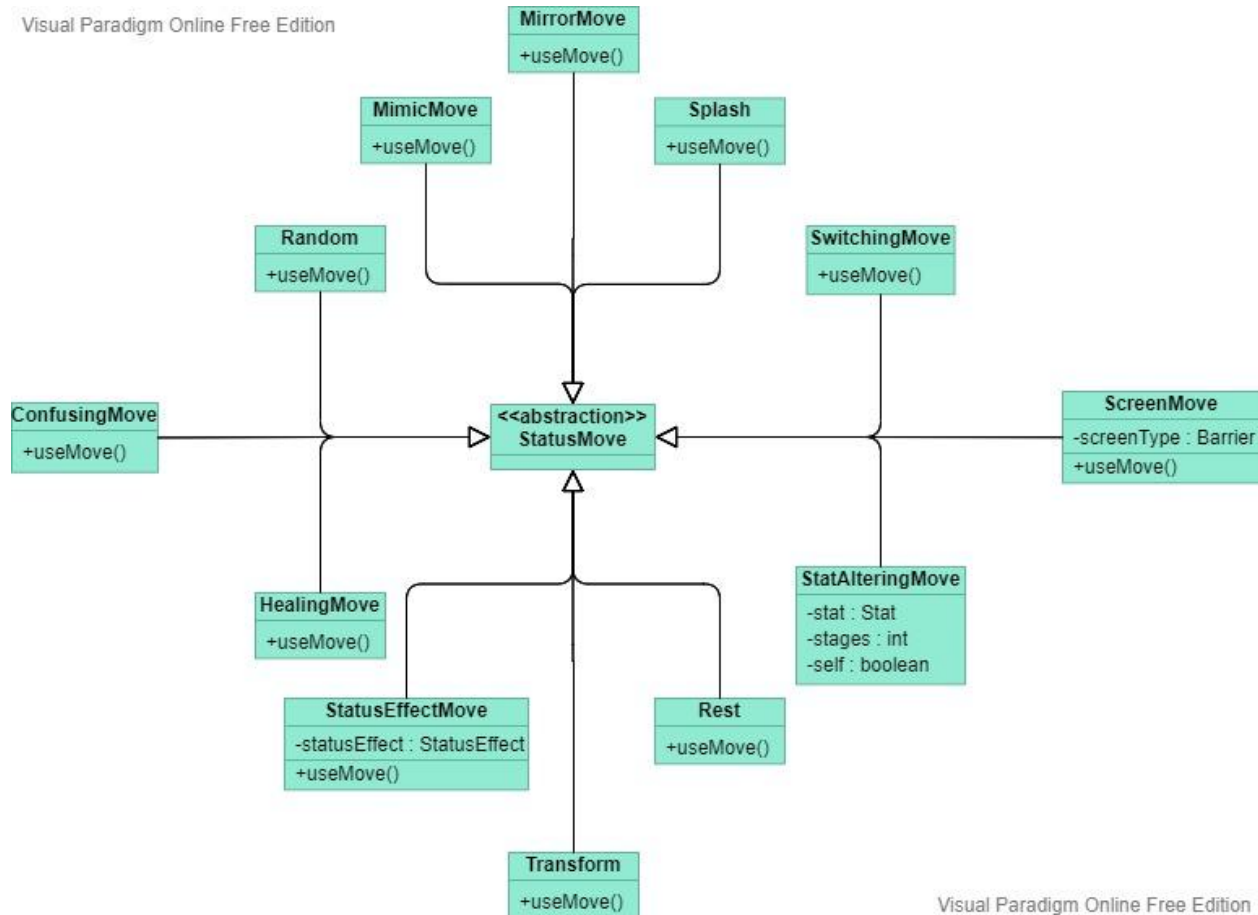 Visual Paradigm Online Free Edition
MirrorMove
+useMove()
MimicMove
+useMove()
Splash
+useMove()
Random
+useMove()
SwitchingMove
+useMove()
ConfusingMove
+useMove()
<<abstraction>>
StatusMove
ScreenMove
-screenType : Barrier
+useMove()
HealingMove
+useMove()
StatAlteringMove
-stat : Stat
-stages : int
-self : boolean
StatusEffectMove
-statusEffect : StatusEffect
+useMove()
Rest
+useMove()
Transform
+useMove()
Visual Paradigm Online Free Edition